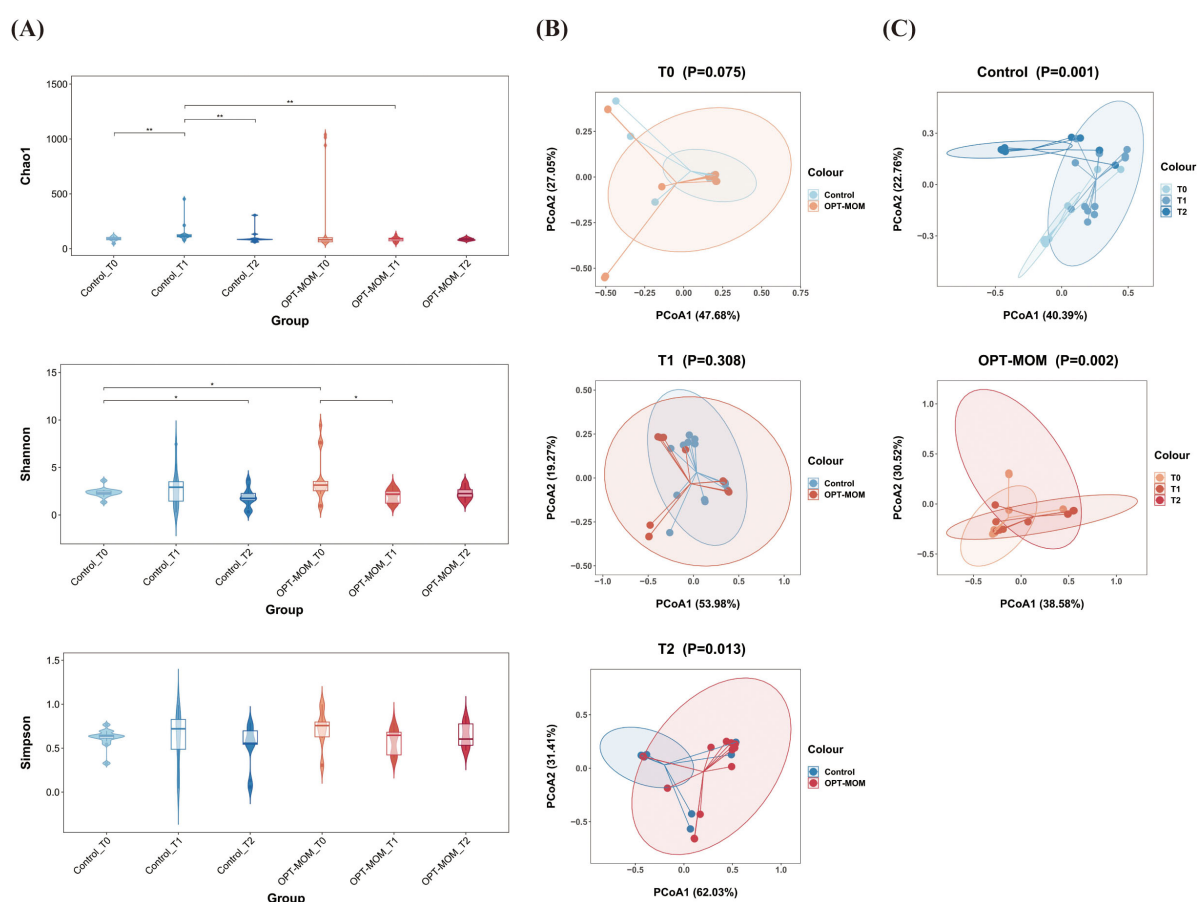 (A)
(B)
(C)
1500
1000
500
0
Chao1
**
**
**
Control_T0
Control_T1
Control_T2
OPT-MOM_T0
OPT-MOM_T1
OPT-MOM_T2
Group
15
10
5
0
Shannon
*
*
*
Control_T0
Control_T1
Control_T2
OPT-MOM_T0
OPT-MOM_T1
OPT-MOM_T2
Group
1.5
1.0
0.5
0.0
Simpson
Control_T0
Control_T1
Control_T2
OPT-MOM_T0
OPT-MOM_T1
OPT-MOM_T2
Group
T0 (P=0.075)
0.25
0.00
-0.25
-0.50
PCoA2 (27.05%)
-0.50
-0.25
0.00
0.25
0.50
0.75
PCoA1 (47.68%)
Colour
Control
OPT-MOM
T1 (P=0.308)
0.50
0.25
0.00
-0.25
-0.50
PCoA2 (19.27%)
-1.0
-0.5
0.0
0.5
1.0
PCoA1 (53.98%)
Colour
Control
OPT-MOM
T2 (P=0.013)
0.5
0.0
-0.5
PCoA2 (31.41%)
-0.5
0.0
0.5
1.0
PCoA1 (62.03%)
Colour
Control
OPT-MOM
Control (P=0.001)
0.3
0.0
-0.3
PCoA2 (22.76%)
-0.5
0.0
0.5
PCoA1 (40.39%)
Colour
T0
T1
T2
OPT-MOM (P=0.002)
1.0
0.5
0.0
-0.5
PCoA2 (30.52%)
-0.5
0.0
0.5
1.0
PCoA1 (38.58%)
Colour
T0
T1
T2